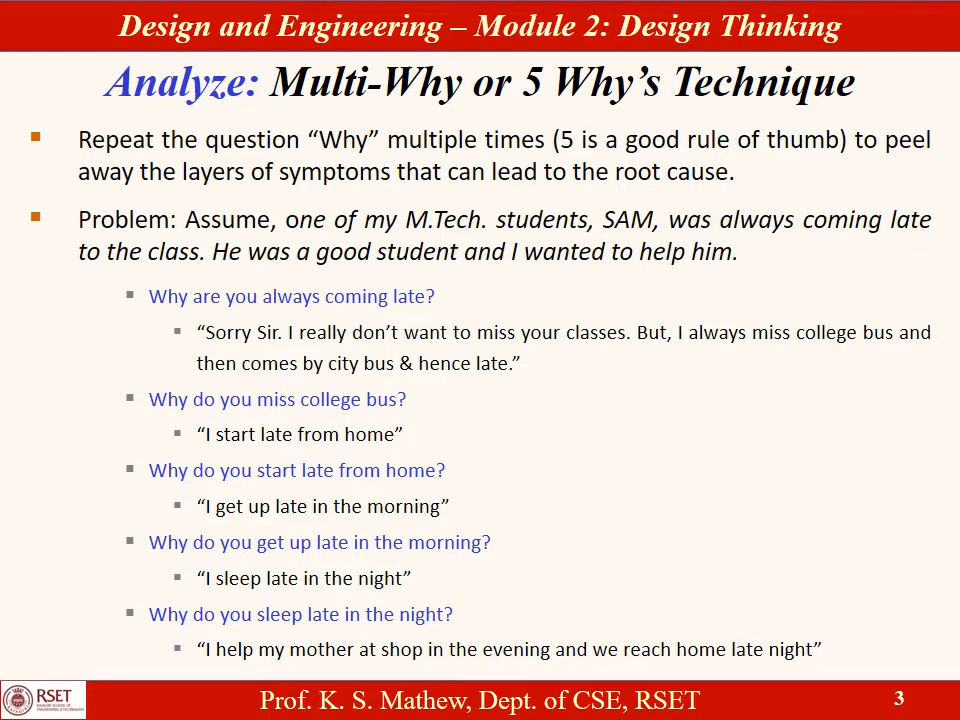 Design and Engineering – Module 2: Design Thinking
Analyze: Multi-Why or 5 Why’s Technique
Repeat the question “Why” multiple times (5 is a good rule of thumb) to peel
away the layers of symptoms that can lead to the root cause.
Problem: Assume, one of my M.Tech. students, SAM, was always coming late
to the class. He was a good student and I wanted to help him.
Why are you always coming late?
“Sorry Sir. I really don’t want to miss your classes. But, I always miss college bus and
then comes by city bus & hence late.”
Why do you miss college bus?
“I start late from home”
Why do you start late from home?
“I get up late in the morning”
Why do you get up late in the morning?
“I sleep late in the night”
Why do you sleep late in the night?
“I help my mother at shop in the evening and we reach home late night”
RSET
Prof. K. S. Mathew, Dept. of CSE, RSET
3